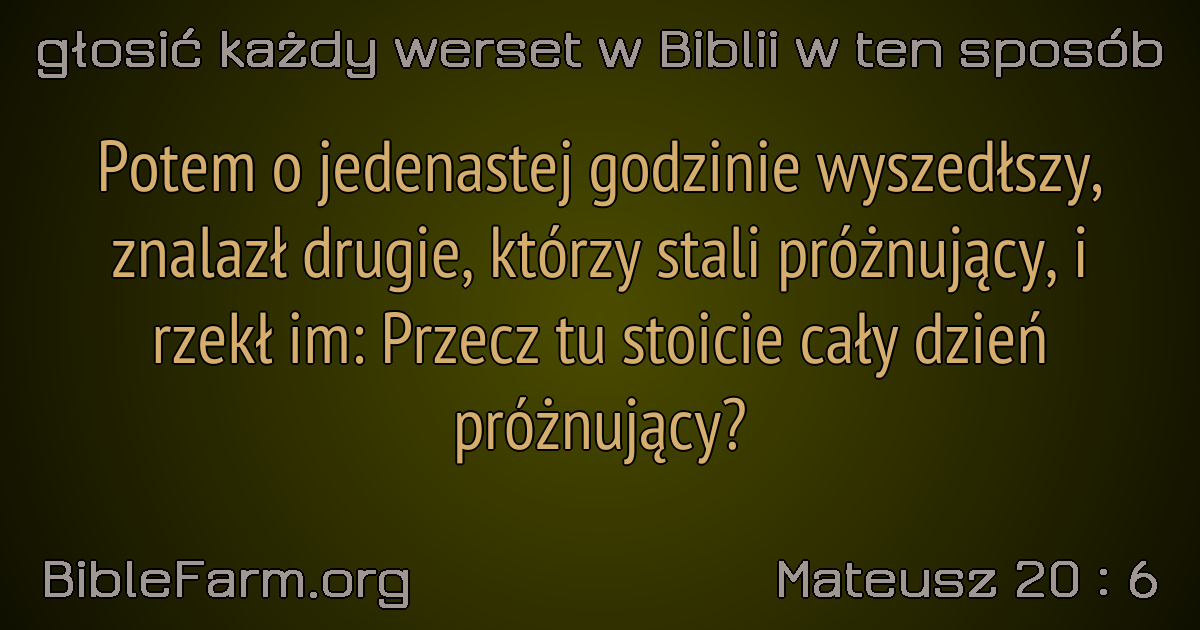 głosić każdy werset w Biblii w ten sposób
Potem o jedenastej godzinie wyszedłszy,
znalazł drugie, którzy stali próżnujący, i
rzekł im: Przecz tu stoicie cały dzień
próżnujący?
BibleFarm.org
Mateusz 20 : 6